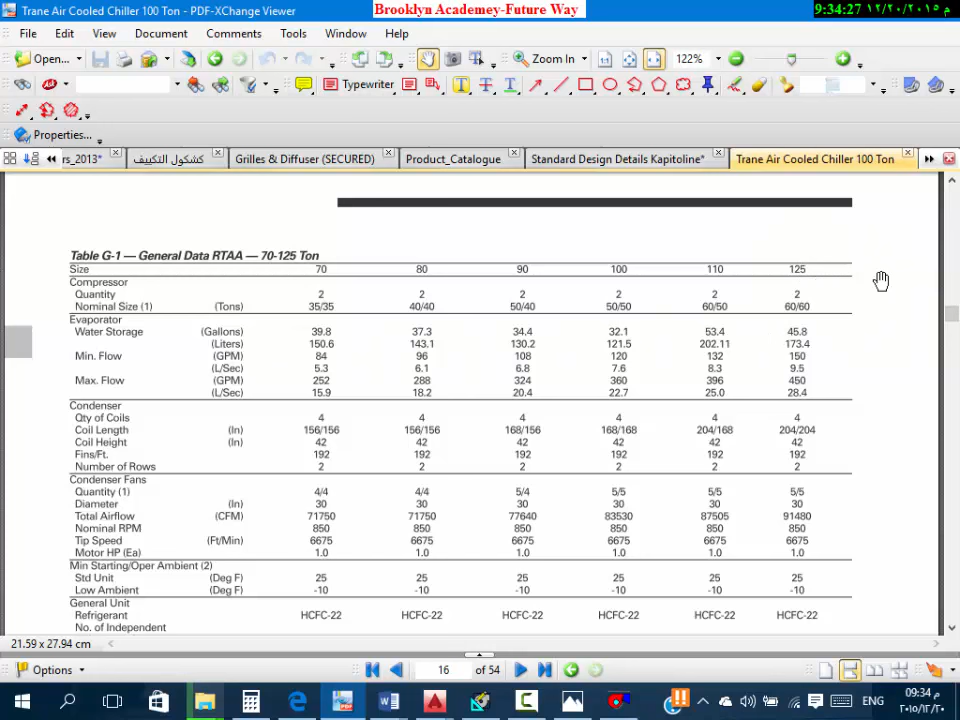 Trane Air Cooled Chiller 100 Ton - PDF-XChange Viewer
Brooklyn Academey-Future Way
9:34:27 م ١٢/٢٠/٢٠١٥
File Edit View Document Comments Tools Window Help
Open... Zoom In 122%
Typewriter
Properties...
rs_2013* كشكول التكييف Grilles & Diffuser (SECURED) Product_Catalogue Standard Design Details Kapitoline* Trane Air Cooled Chiller 100 Ton
Table G-1 — General Data RTAA — 70-125 Ton
Size 70 80 90 100 110 125
Compressor
Quantity 2 2 2 2 2 2
Nominal Size (1) (Tons) 35/35 40/40 50/40 50/50 60/50 60/60
Evaporator
Water Storage (Gallons) 39.8 37.3 34.4 32.1 53.4 45.8
(Liters) 150.6 143.1 130.2 121.5 202.11 173.4
Min. Flow (GPM) 84 96 108 120 132 150
(L/Sec) 5.3 6.1 6.8 7.6 8.3 9.5
Max. Flow (GPM) 252 288 324 360 396 450
(L/Sec) 15.9 18.2 20.4 22.7 25.0 28.4
Condenser
Qty of Coils 4 4 4 4 4 4
Coil Length (In) 156/156 156/156 168/156 168/168 204/168 204/204
Coil Height (In) 42 42 42 42 42 42
Fins/Ft. 192 192 192 192 192 192
Number of Rows 2 2 2 2 2 2
Condenser Fans
Quantity (1) 4/4 4/4 5/4 5/5 5/5 5/5
Diameter (In) 30 30 30 30 30 30
Total Airflow (CFM) 71750 71750 77640 83530 87505 91480
Nominal RPM 850 850 850 850 850 850
Tip Speed (Ft/Min) 6675 6675 6675 6675 6675 6675
Motor HP (Ea) 1.0 1.0 1.0 1.0 1.0 1.0
Min Starting/Oper Ambient (2)
Std Unit (Deg F) 25 25 25 25 25 25
Low Ambient (Deg F) -10 -10 -10 -10 -10 -10
General Unit
Refrigerant HCFC-22 HCFC-22 HCFC-22 HCFC-22 HCFC-22 HCFC-22
No. of Independent
21.59 x 27.94 cm
Options 16 of 54
ENG 09:34 م
٢٠١٥/١٢/٢٠